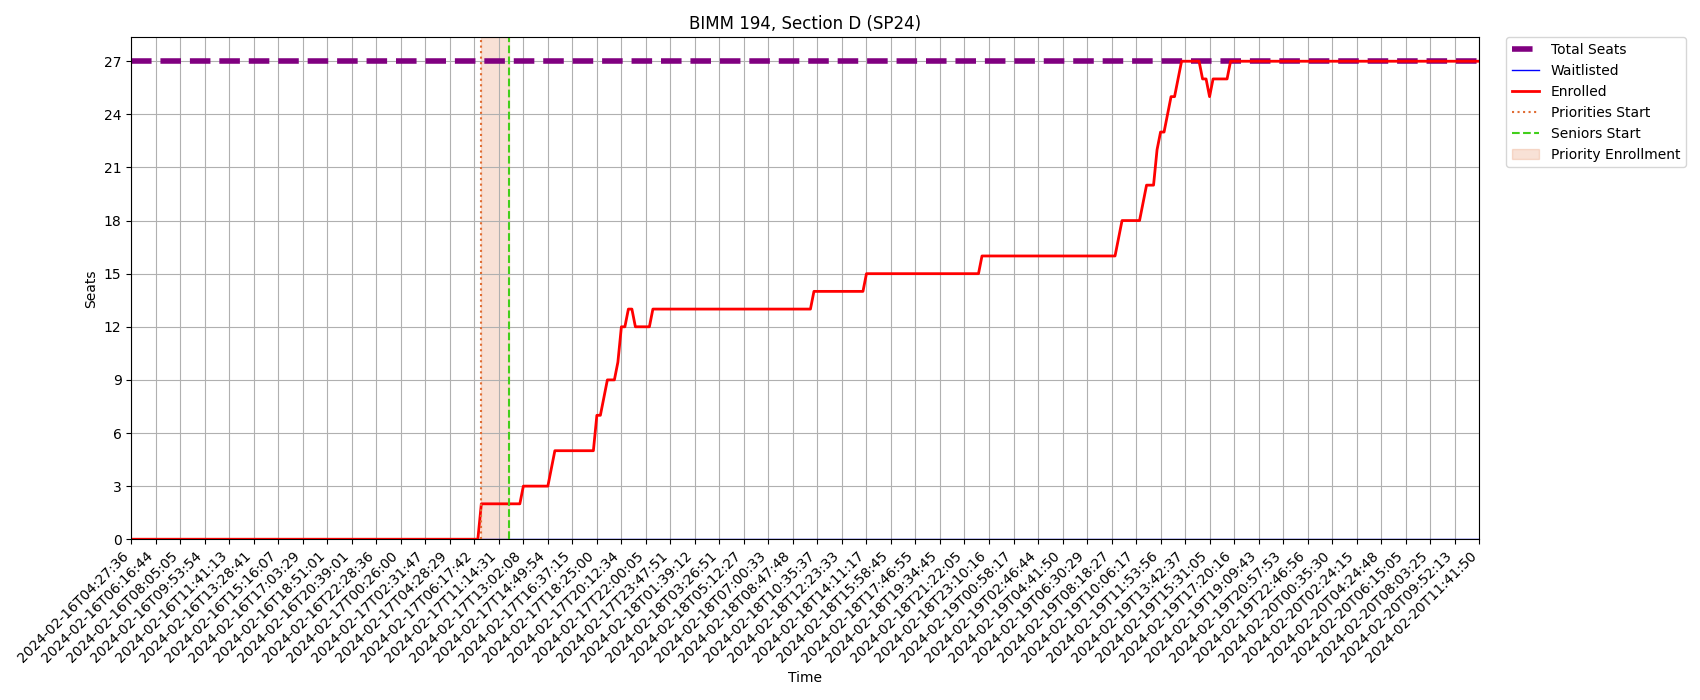 BIMM 194, Section D (SP24)
Total Seats
Waitlisted
Enrolled
Priorities Start
Seniors Start
Priority Enrollment
27
24
21
18
15
12
9
6
3
0
Seats
2024-02-16T04:27:36
2024-02-16T06:16:44
2024-02-16T08:05:05
2024-02-16T09:53:54
2024-02-16T11:41:13
2024-02-16T13:28:41
2024-02-16T15:16:07
2024-02-16T17:03:29
2024-02-16T18:51:01
2024-02-16T20:39:01
2024-02-16T22:28:36
2024-02-17T00:26:00
2024-02-17T02:31:47
2024-02-17T04:28:29
2024-02-17T06:17:42
2024-02-17T11:14:31
2024-02-17T13:02:08
2024-02-17T14:49:54
2024-02-17T16:37:15
2024-02-17T18:25:00
2024-02-17T20:12:34
2024-02-17T22:00:05
2024-02-17T23:47:51
2024-02-18T01:39:12
2024-02-18T03:26:51
2024-02-18T05:12:27
2024-02-18T07:00:33
2024-02-18T08:47:48
2024-02-18T10:35:37
2024-02-18T12:23:33
2024-02-18T14:11:17
2024-02-18T15:58:45
2024-02-18T17:46:55
2024-02-18T19:34:45
2024-02-18T21:22:05
2024-02-18T23:10:16
2024-02-19T00:58:17
2024-02-19T02:46:44
2024-02-19T04:41:50
2024-02-19T06:30:29
2024-02-19T08:18:27
2024-02-19T10:06:17
2024-02-19T11:53:56
2024-02-19T13:42:37
2024-02-19T15:31:05
2024-02-19T17:20:16
2024-02-19T19:09:43
2024-02-19T20:57:53
2024-02-19T22:46:56
2024-02-20T00:35:30
2024-02-20T02:24:15
2024-02-20T04:24:48
2024-02-20T06:15:05
2024-02-20T08:03:25
2024-02-20T09:52:13
2024-02-20T11:41:50
Time